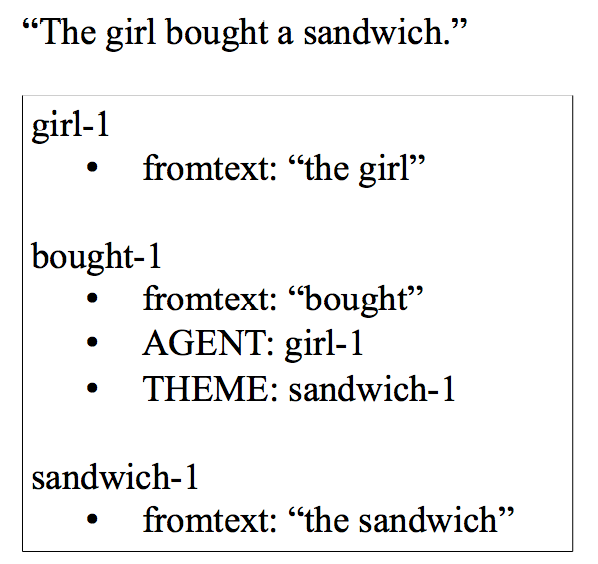 “The girl bought a sandwich.”
girl-1
• fromtext: “the girl”
bought-1
• fromtext: “bought”
• AGENT: girl-1
• THEME: sandwich-1
sandwich-1
• fromtext: “the sandwich”